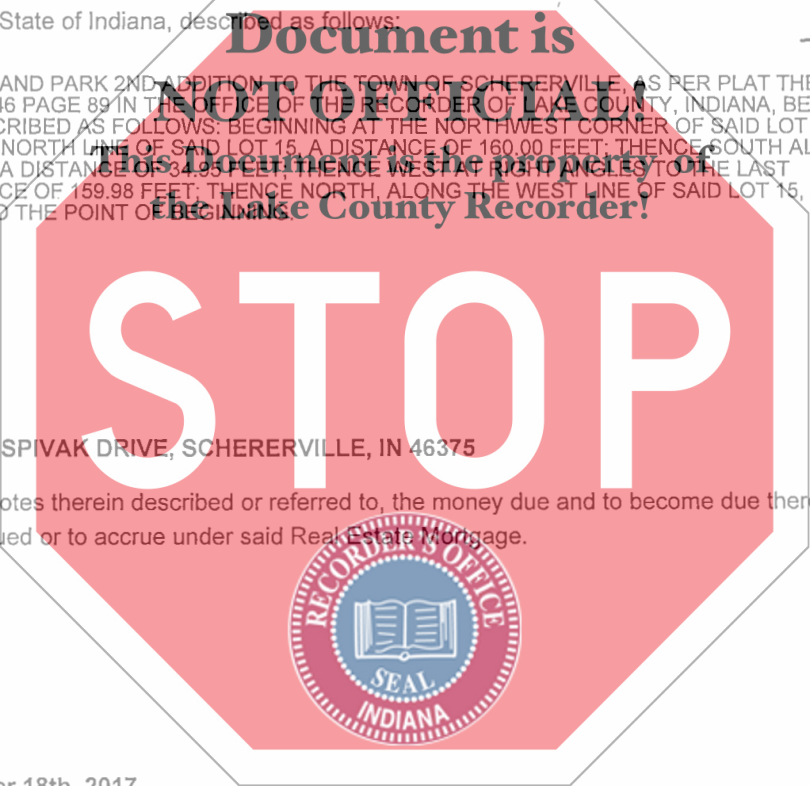 State of Indiana, described as follows:
Document is
AND PARK 2ND ADDITION TO THE TOWN OF SCHERERVILLE, AS PER PLAT THE
46 PAGE 89 IN THE OFFICE OF THE RECORDER OF LAKE COUNTY, INDIANA, BE
NOT OFFICIAL!
CRIBED AS FOLLOWS: BEGINNING AT THE NORTHWEST CORNER OF SAID LOT
NORTH LINE OF SAID LOT 15, A DISTANCE OF 160.00 FEET; THENCE SOUTH AL
This Document is the property of
A DISTANCE OF 34.95 FEET; THENCE WEST AT RIGHT ANGLES TO THE LAST
CE OF 159.98 FEET; THENCE NORTH, ALONG THE WEST LINE OF SAID LOT 15,
the Lake County Recorder!
O THE POINT OF BEGINNING.
STOP
SPIVAK DRIVE, SCHERERVILLE, IN 46375
otes therein described or referred to, the money due and to become due ther
ued or to accrue under said Real Estate Mortgage.
RECORDER'S OFFICE
SEAL
INDIANA
er 18th, 2017